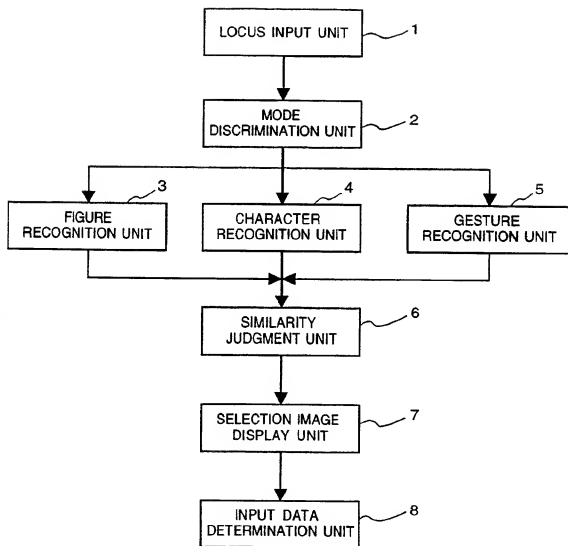 LOCUS INPUT UNIT
1
MODE
DISCRIMINATION UNIT
2
3
FIGURE
RECOGNITION UNIT
4
CHARACTER
RECOGNITION UNIT
5
GESTURE
RECOGNITION UNIT
6
SIMILARITY
JUDGMENT UNIT
7
SELECTION IMAGE
DISPLAY UNIT
8
INPUT DATA
DETERMINATION UNIT